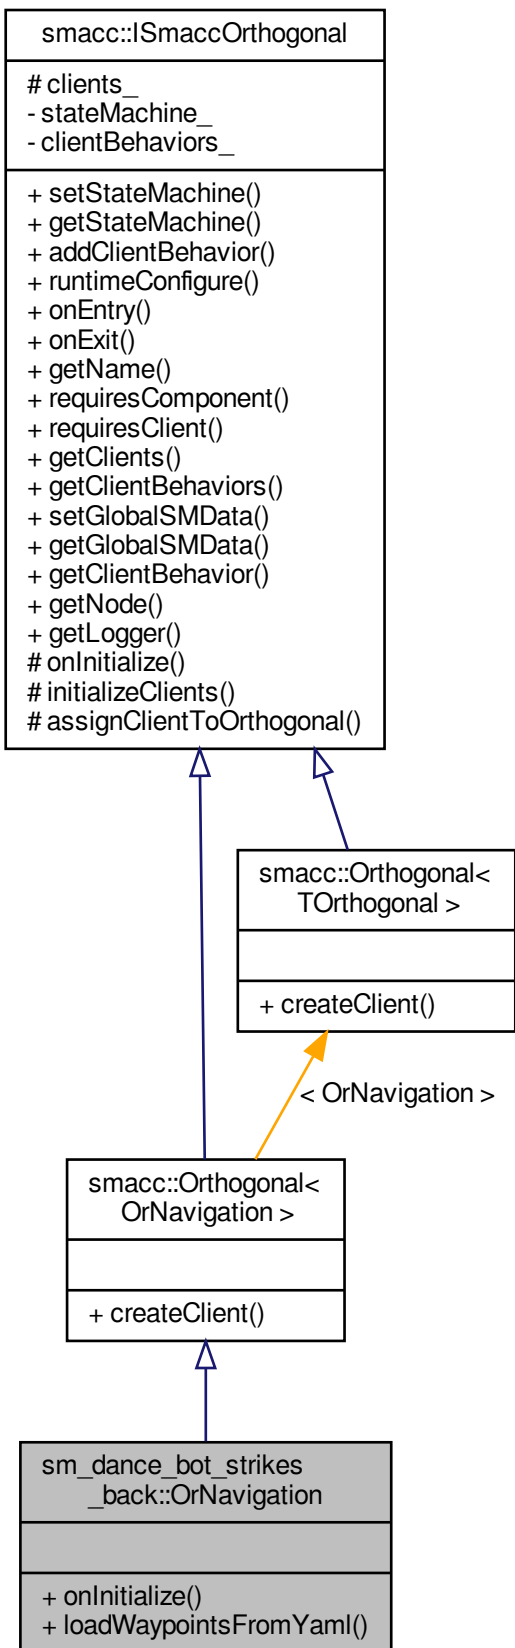 smacc::ISmaccOrthogonal
# clients_
- stateMachine_
- clientBehaviors_
+ setStateMachine()
+ getStateMachine()
+ addClientBehavior()
+ runtimeConfigure()
+ onEntry()
+ onExit()
+ getName()
+ requiresComponent()
+ requiresClient()
+ getClients()
+ getClientBehaviors()
+ setGlobalSMData()
+ getGlobalSMData()
+ getClientBehavior()
+ getNode()
+ getLogger()
# onInitialize()
# initializeClients()
# assignClientToOrthogonal()
smacc::Orthogonal<
TOrthogonal >
+ createClient()
< OrNavigation >
smacc::Orthogonal<
OrNavigation >
+ createClient()
sm_dance_bot_strikes
_back::OrNavigation
+ onInitialize()
+ loadWaypointsFromYaml()